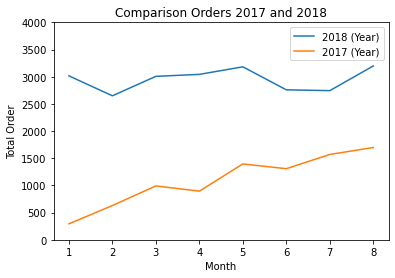 Comparison Orders 2017 and 2018
4000
3500
3000
2500
2000
1500
1000
500
0
Total Order
2018 (Year)
2017 (Year)
1 2 3 4 5 6 7 8
Month